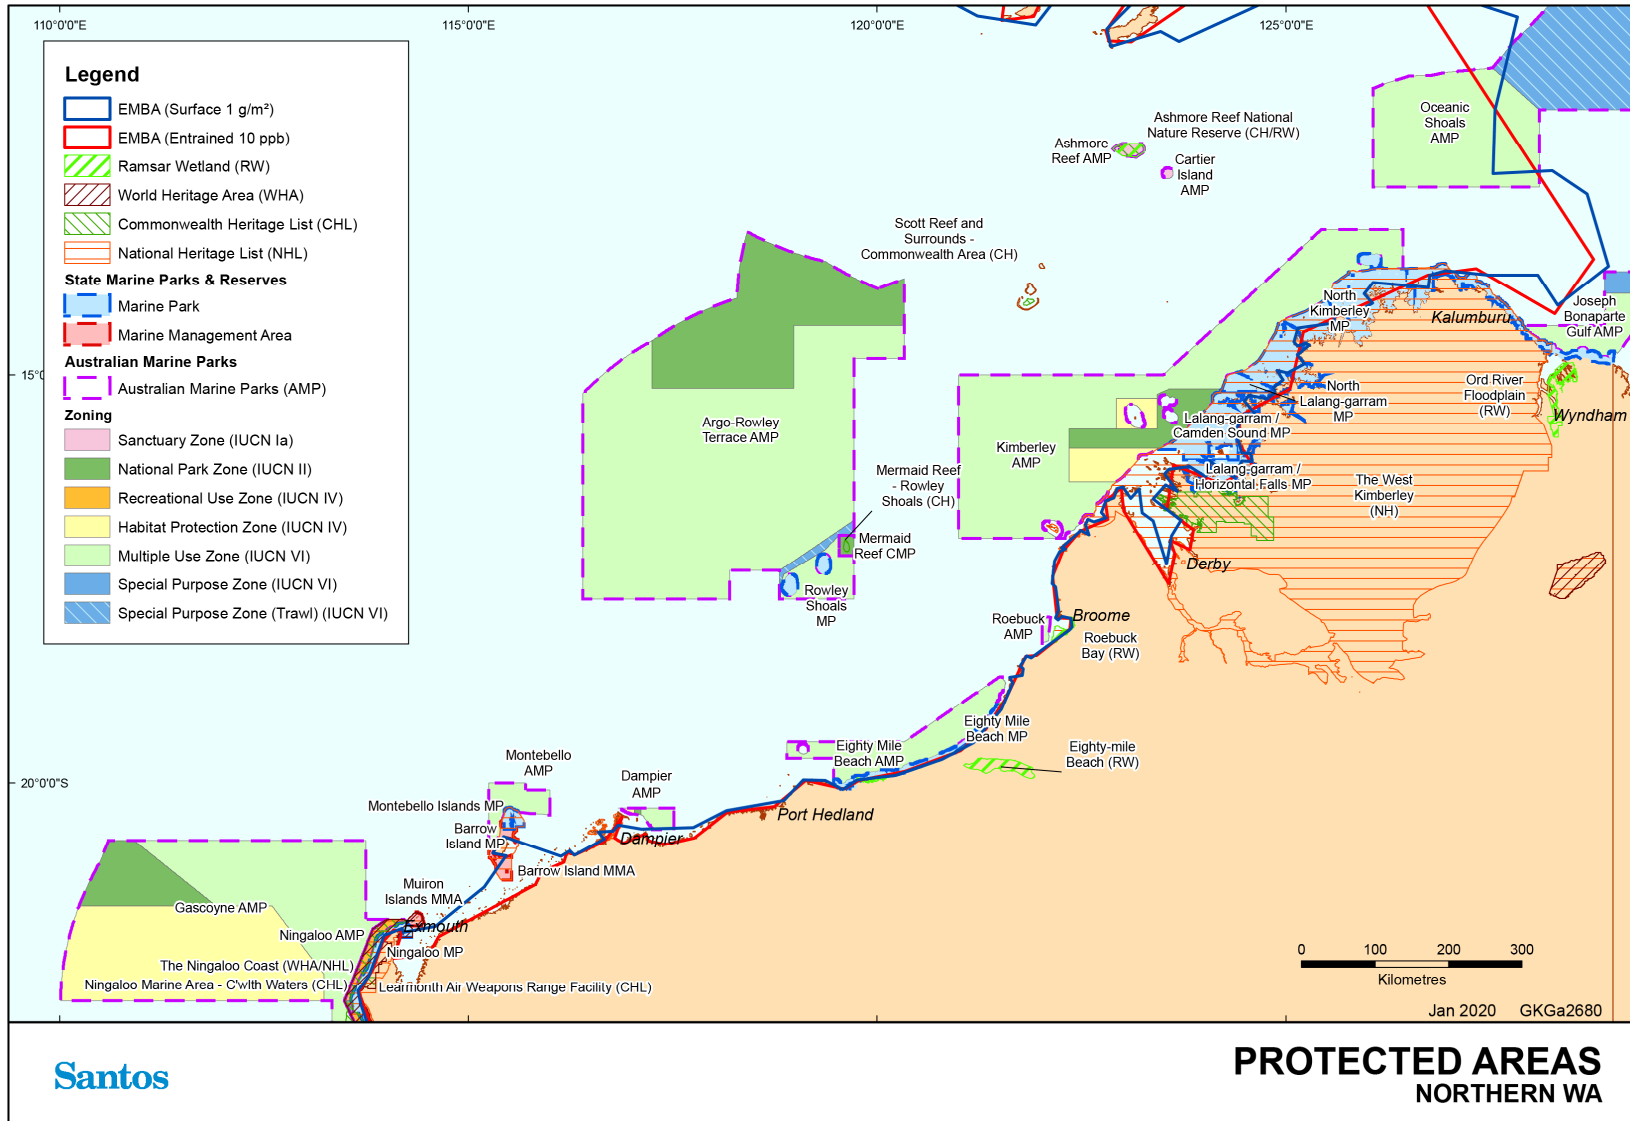 110°0'0"E
115°0'0"E
120°0'0"E
125°0'0"E
Legend
EMBA (Surface 1 g/m²)
EMBA (Entrained 10 ppb)
Ramsar Wetland (RW)
World Heritage Area (WHA)
Commonwealth Heritage List (CHL)
National Heritage List (NHL)
State Marine Parks & Reserves
Marine Park
Marine Management Area
Australian Marine Parks
Australian Marine Parks (AMP)
Zoning
Sanctuary Zone (IUCN Ia)
National Park Zone (IUCN II)
Recreational Use Zone (IUCN IV)
Habitat Protection Zone (IUCN IV)
Multiple Use Zone (IUCN VI)
Special Purpose Zone (IUCN VI)
Special Purpose Zone (Trawl) (IUCN VI)
Oceanic
Shoals
AMP
Ashmore Reef National
Nature Reserve (CH/RW)
Ashmore
Reef AMP
Cartier
Island
AMP
Scott Reef and
Surrounds -
Commonwealth Area (CH)
North
Kimberley
MP
Kalumburu
Joseph
Bonaparte
Gulf AMP
15°0
North
Lalang-garram
MP
Ord River
Floodplain
(RW)
Wyndham
Argo-Rowley
Terrace AMP
Lalang-garram /
Camden Sound MP
Kimberley
AMP
Lalang-garram /
Horizontal Falls MP
The West
Kimberley
(NH)
Mermaid Reef
- Rowley
Shoals (CH)
Mermaid
Reef CMP
Derby
Rowley
Shoals
MP
Roebuck
AMP
Broome
Roebuck
Bay (RW)
Eighty Mile
Beach MP
Eighty Mile
Beach AMP
Eighty-mile
Beach (RW)
20°0'0"S
Montebello
AMP
Dampier
AMP
Montebello Islands MP
Port Hedland
Barrow
Island MP
Dampier
Barrow Island MMA
Muiron
Islands MMA
Gascoyne AMP
Exmouth
Ningaloo AMP
Ningaloo MP
The Ningaloo Coast (WHA/NHL)
Ningaloo Marine Area - C'wlth Waters (CHL)
Learmonth Air Weapons Range Facility (CHL)
0 100 200 300
Kilometres
Jan 2020 GKGa2680
Santos
PROTECTED AREAS
NORTHERN WA